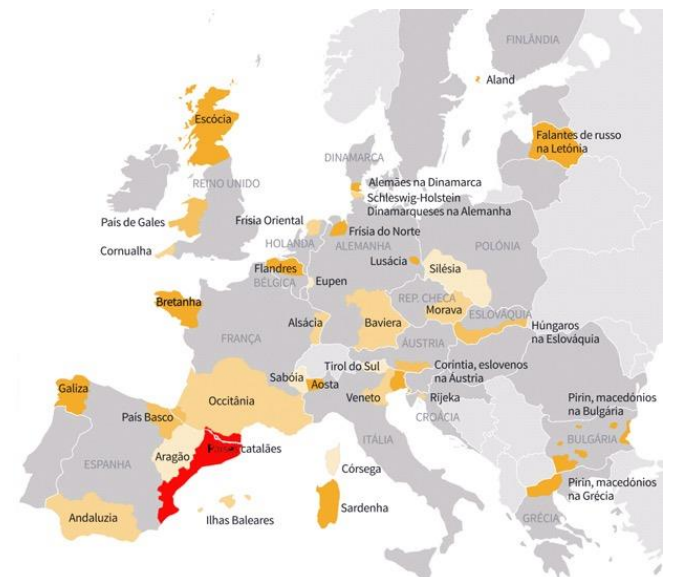 FINLÂNDIA
Aland
Escócia
Falantes de russo
na Letónia
DINAMARCA
Alemães na Dinamarca
REINO UNIDO
Schleswig-Holstein
Dinamarqueses na Alemanha
País de Gales
Frísia Oriental
Frísia do Norte
HOLANDA
ALEMANHA
POLÓNIA
Cornualha
Lusácia
Silésia
Flandres
BÉLGICA
Eupen
Bretanha
REP. CHECA
Morava
ESLOVÁQUIA
Alsácia
Baviera
Húngaros
na Eslováquia
FRANÇA
ÁUSTRIA
Tirol do Sul
Coríntia, eslovenos
na Áustria
Sabóia
Aosta
Galiza
Occitânia
Veneto
Rijeka
Pirin, macedónios
na Bulgária
País Basco
CROÁCIA
BULGÁRIA
ITÁLIA
catalães
Aragão
ESPANHA
Córsega
Pirin, macedónios
na Grécia
Sardenha
Andaluzia
Ilhas Baleares
GRÉCIA